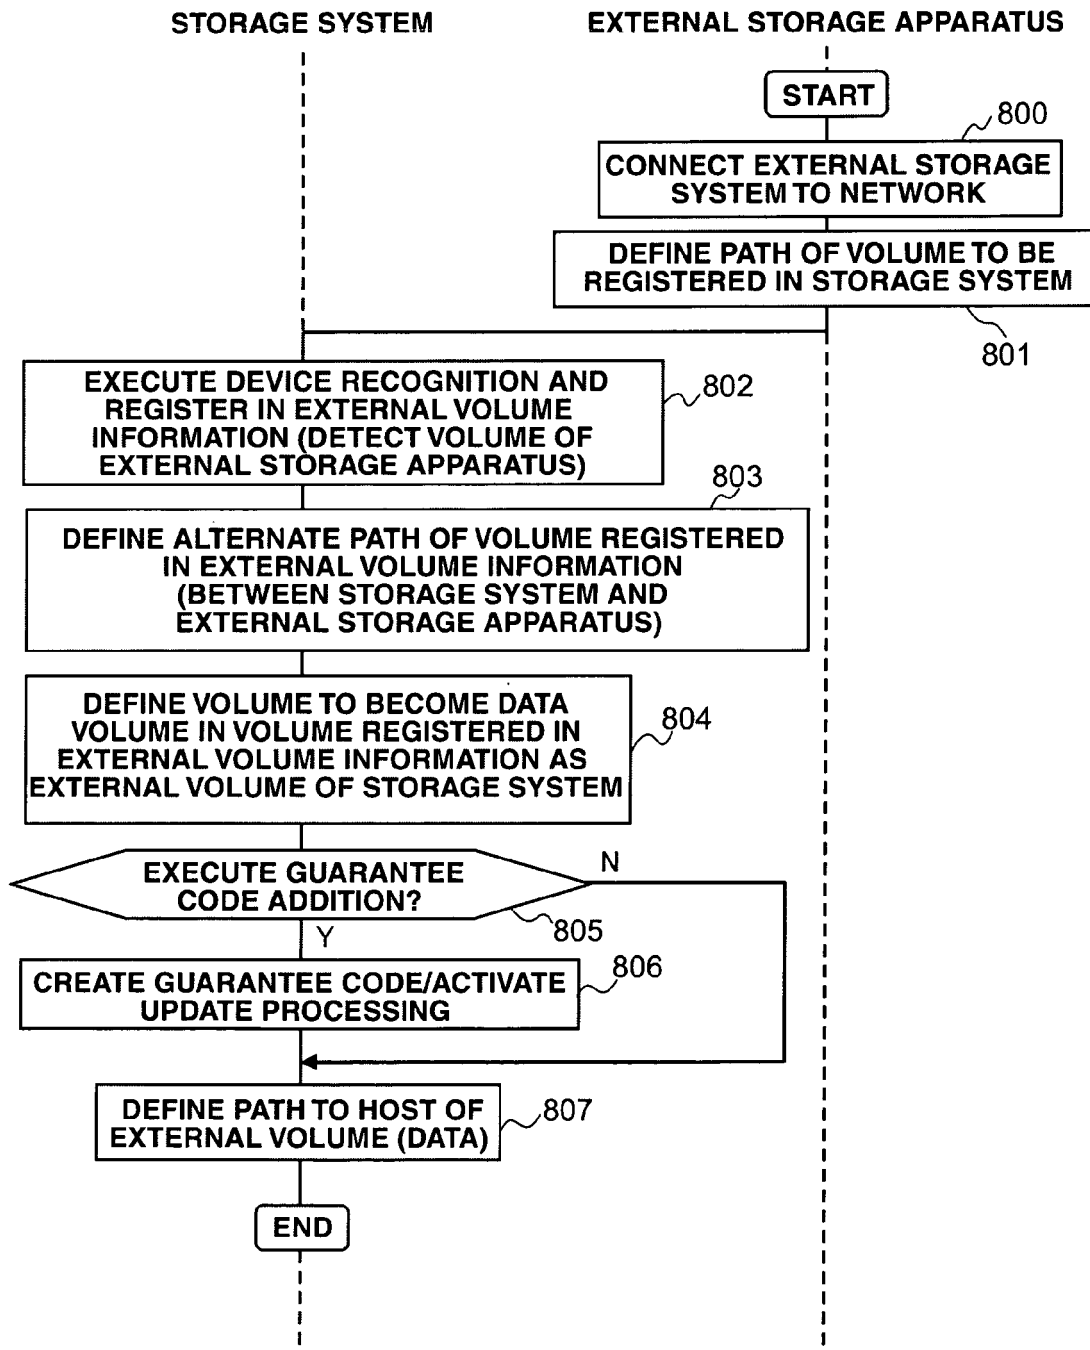 STORAGE SYSTEM
EXTERNAL STORAGE APPARATUS
START
800
CONNECT EXTERNAL STORAGE
SYSTEM TO NETWORK
DEFINE PATH OF VOLUME TO BE
REGISTERED IN STORAGE SYSTEM
801
EXECUTE DEVICE RECOGNITION AND
REGISTER IN EXTERNAL VOLUME
INFORMATION (DETECT VOLUME OF
EXTERNAL STORAGE APPARATUS)
802
803
DEFINE ALTERNATE PATH OF VOLUME REGISTERED
IN EXTERNAL VOLUME INFORMATION
(BETWEEN STORAGE SYSTEM AND
EXTERNAL STORAGE APPARATUS)
DEFINE VOLUME TO BECOME DATA
VOLUME IN VOLUME REGISTERED IN
EXTERNAL VOLUME INFORMATION AS
EXTERNAL VOLUME OF STORAGE SYSTEM
804
EXECUTE GUARANTEE
CODE ADDITION?
N
805
Y
CREATE GUARANTEE CODE/ACTIVATE
UPDATE PROCESSING
806
DEFINE PATH TO HOST OF
EXTERNAL VOLUME (DATA)
807
END